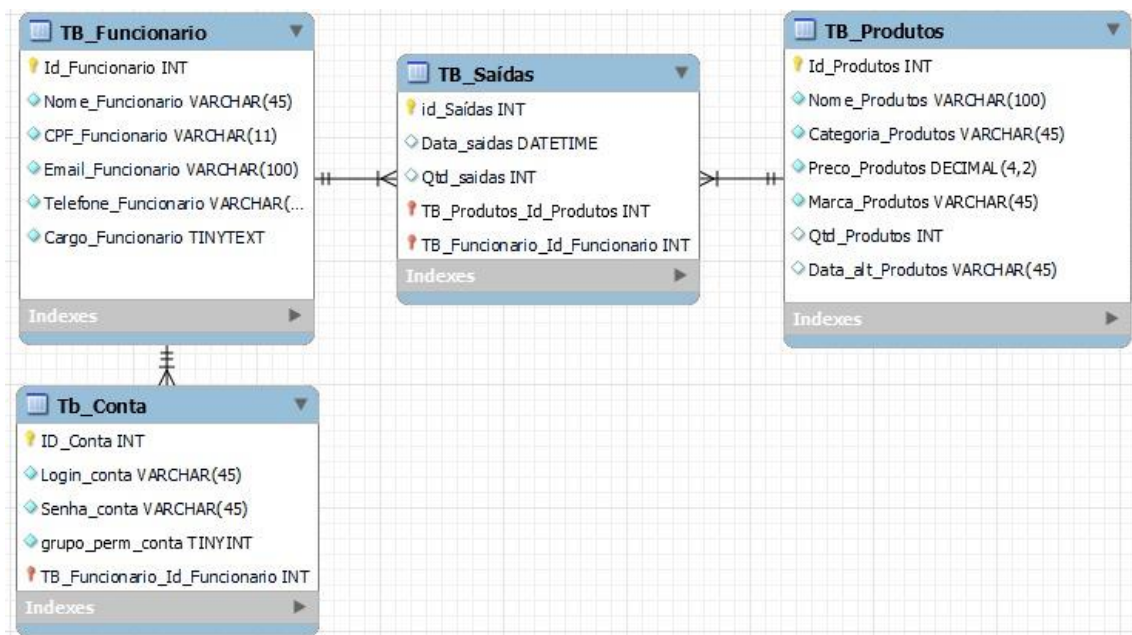 TB_Funcionario
Id_Funcionario INT
Nome_Funcionario VARCHAR(45)
CPF_Funcionario VARCHAR(11)
Email_Funcionario VARCHAR(100)
Telefone_Funcionario VARCHAR(...
Cargo_Funcionario TINYTEXT
Indexes
TB_Saídas
id_Saídas INT
Data_saidas DATETIME
Qtd_saidas INT
TB_Produtos_Id_Produtos INT
TB_Funcionario_Id_Funcionario INT
Indexes
TB_Produtos
Id_Produtos INT
Nome_Produtos VARCHAR(100)
Categoria_Produtos VARCHAR(45)
Preco_Produtos DECIMAL(4,2)
Marca_Produtos VARCHAR(45)
Qtd_Produtos INT
Data_alt_Produtos VARCHAR(45)
Indexes
Tb_Conta
ID_Conta INT
Login_conta VARCHAR(45)
Senha_conta VARCHAR(45)
grupo_perm_conta TINYINT
TB_Funcionario_Id_Funcionario INT
Indexes